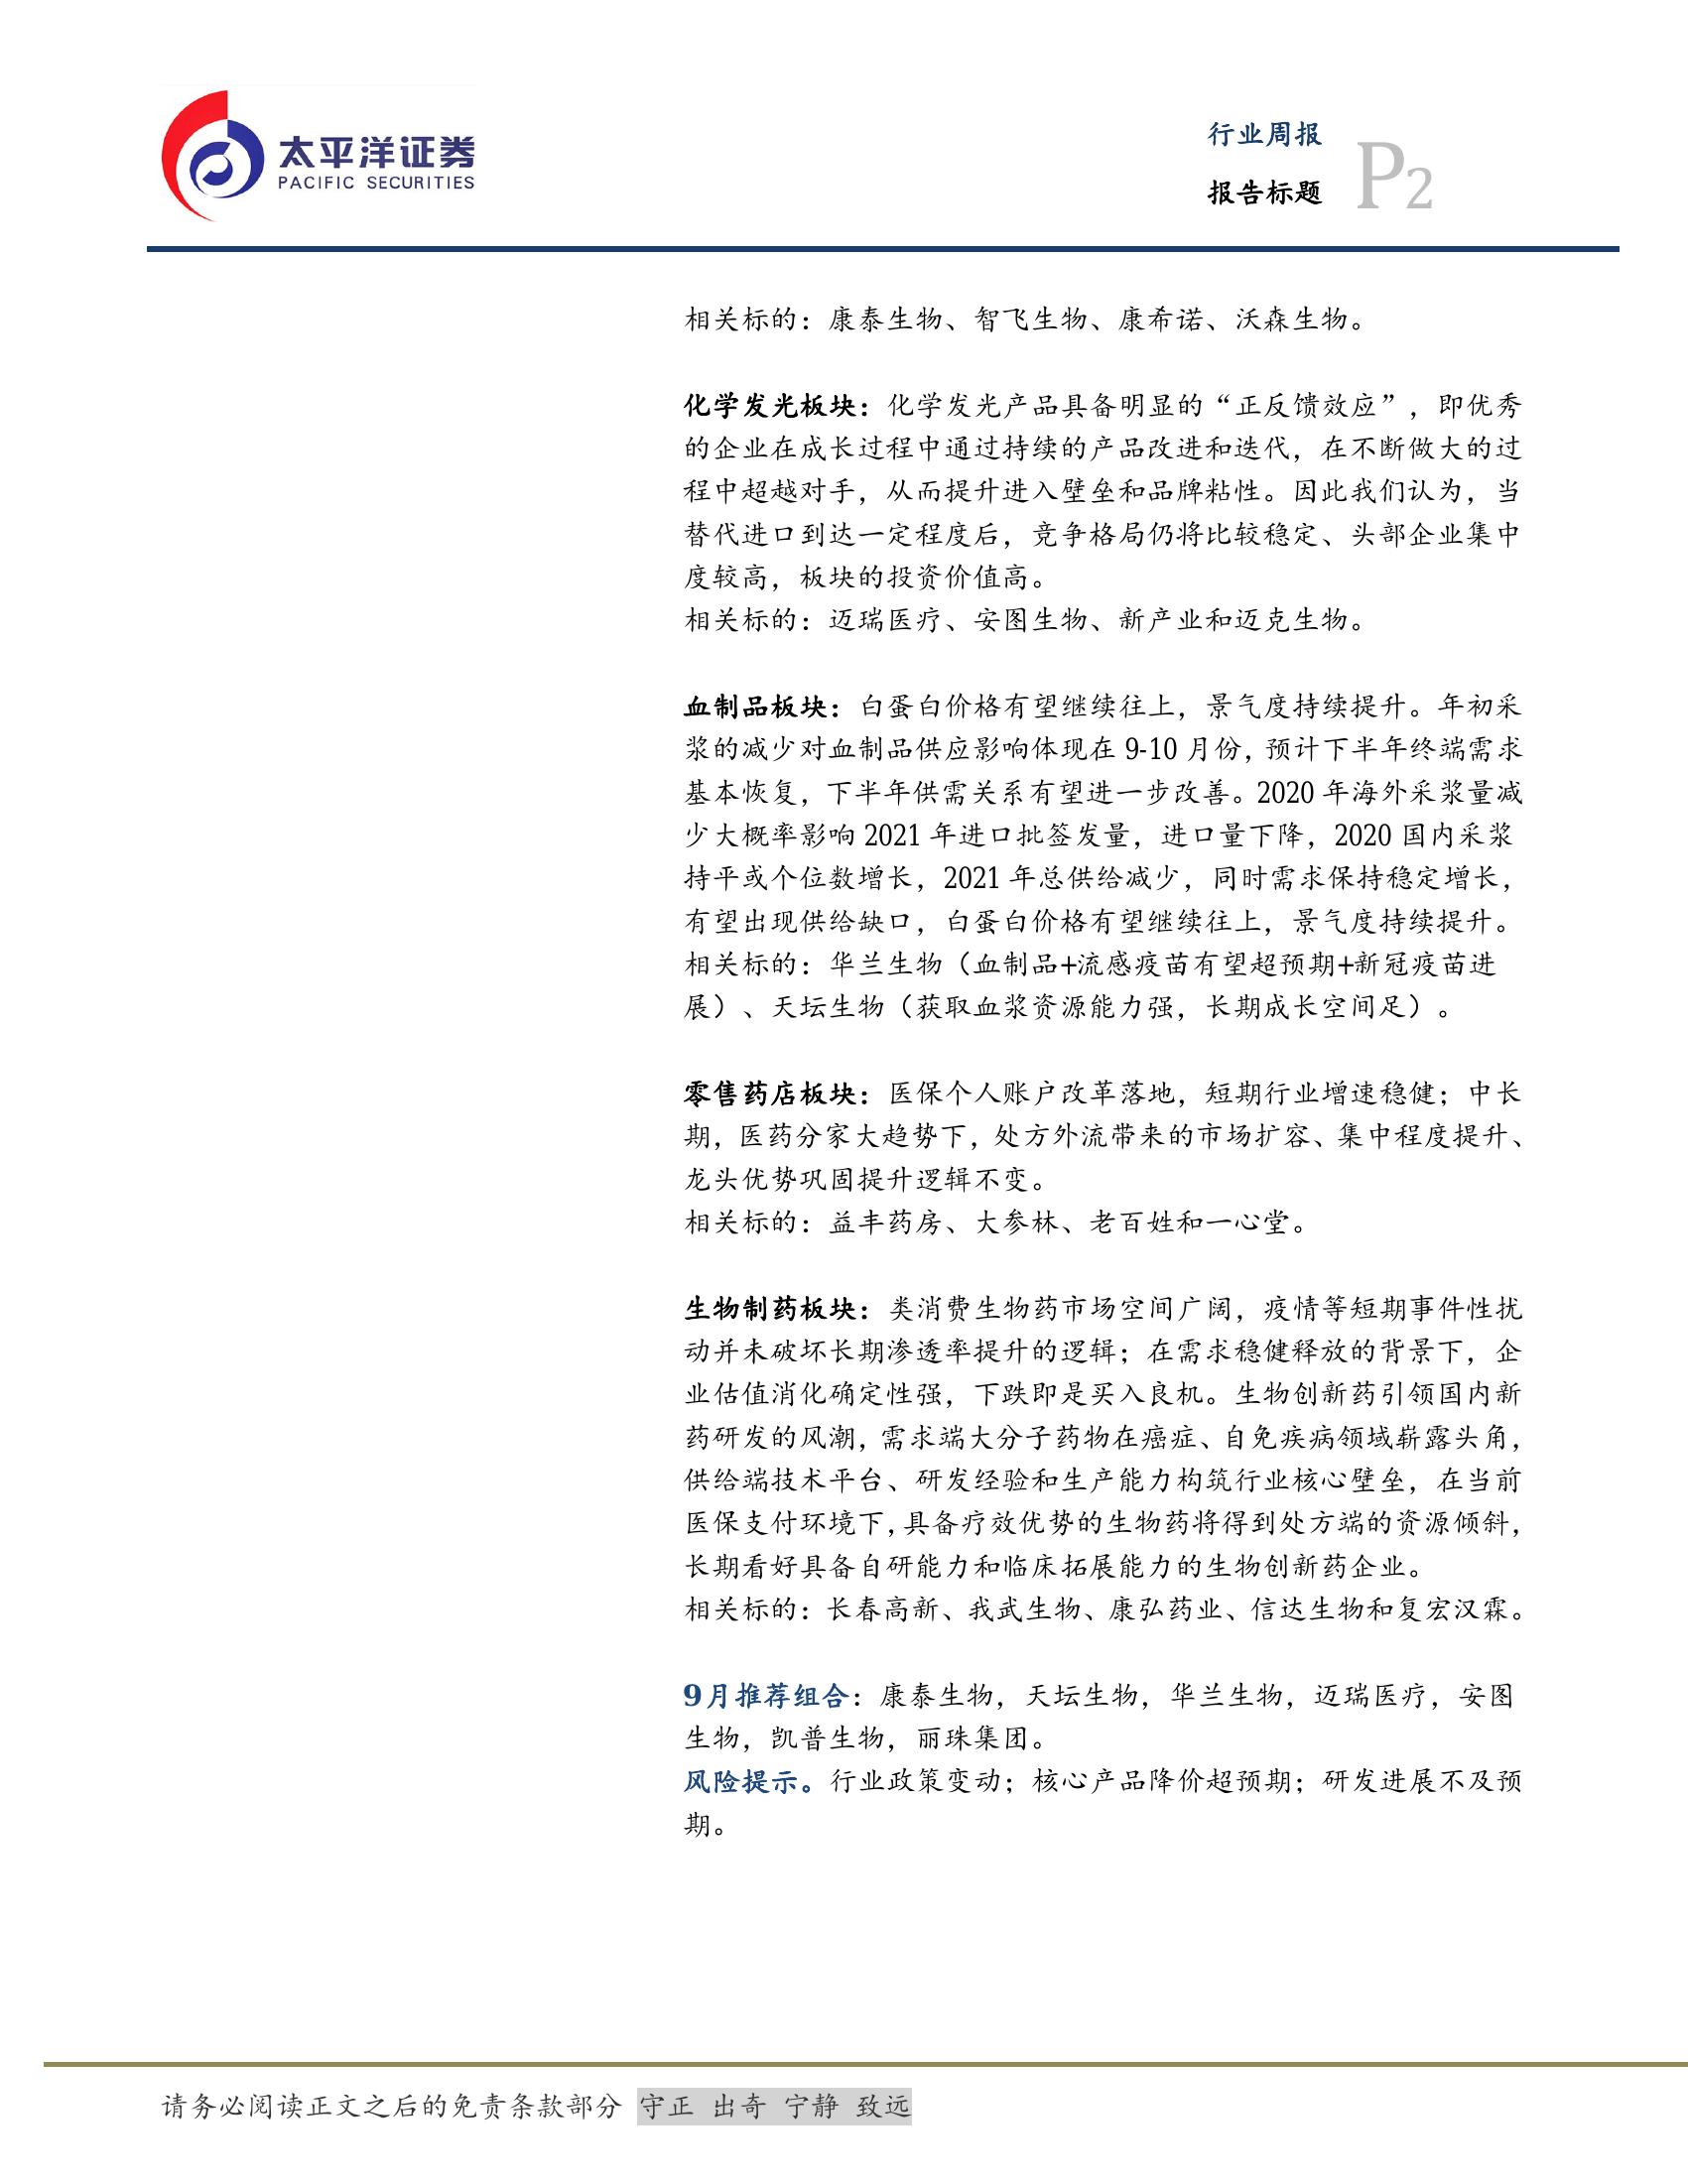 太平洋证券
PACIFIC SECURITIES
行业周报
报告标题
P2
相关标的：康泰生物、智飞生物、康希诺、沃森生物。
化学发光板块：化学发光产品具备明显的“正反馈效应”，即优秀
的企业在成长过程中通过持续的产品改进和迭代，在不断做大的过
程中超越对手，从而提升进入壁垒和品牌粘性。因此我们认为，当
替代进口到达一定程度后，竞争格局仍将比较稳定、头部企业集中
度较高，板块的投资价值高。
相关标的：迈瑞医疗、安图生物、新产业和迈克生物。
血制品板块：白蛋白价格有望继续往上，景气度持续提升。年初采
浆的减少对血制品供应影响体现在 9-10 月份，预计下半年终端需求
基本恢复，下半年供需关系有望进一步改善。2020 年海外采浆量减
少大概率影响 2021 年进口批签发量，进口量下降，2020 国内采浆
持平或个位数增长，2021 年总供给减少，同时需求保持稳定增长，
有望出现供给缺口，白蛋白价格有望继续往上，景气度持续提升。
相关标的：华兰生物（血制品+流感疫苗有望超预期+新冠疫苗进
展）、天坛生物（获取血浆资源能力强，长期成长空间足）。
零售药店板块：医保个人账户改革落地，短期行业增速稳健；中长
期，医药分家大趋势下，处方外流带来的市场扩容、集中程度提升、
龙头优势巩固提升逻辑不变。
相关标的：益丰药房、大参林、老百姓和一心堂。
生物制药板块：类消费生物药市场空间广阔，疫情等短期事件性扰
动并未破坏长期渗透率提升的逻辑；在需求稳健释放的背景下，企
业估值消化确定性强，下跌即是买入良机。生物创新药引领国内新
药研发的风潮，需求端大分子药物在癌症、自免疾病领域崭露头角，
供给端技术平台、研发经验和生产能力构筑行业核心壁垒，在当前
医保支付环境下，具备疗效优势的生物药将得到处方端的资源倾斜，
长期看好具备自研能力和临床拓展能力的生物创新药企业。
相关标的：长春高新、我武生物、康弘药业、信达生物和复宏汉霖。
9月推荐组合：康泰生物，天坛生物，华兰生物，迈瑞医疗，安图
生物，凯普生物，丽珠集团。
风险提示。行业政策变动；核心产品降价超预期；研发进展不及预
期。
请务必阅读正文之后的免责条款部分 守正 出奇 宁静 致远